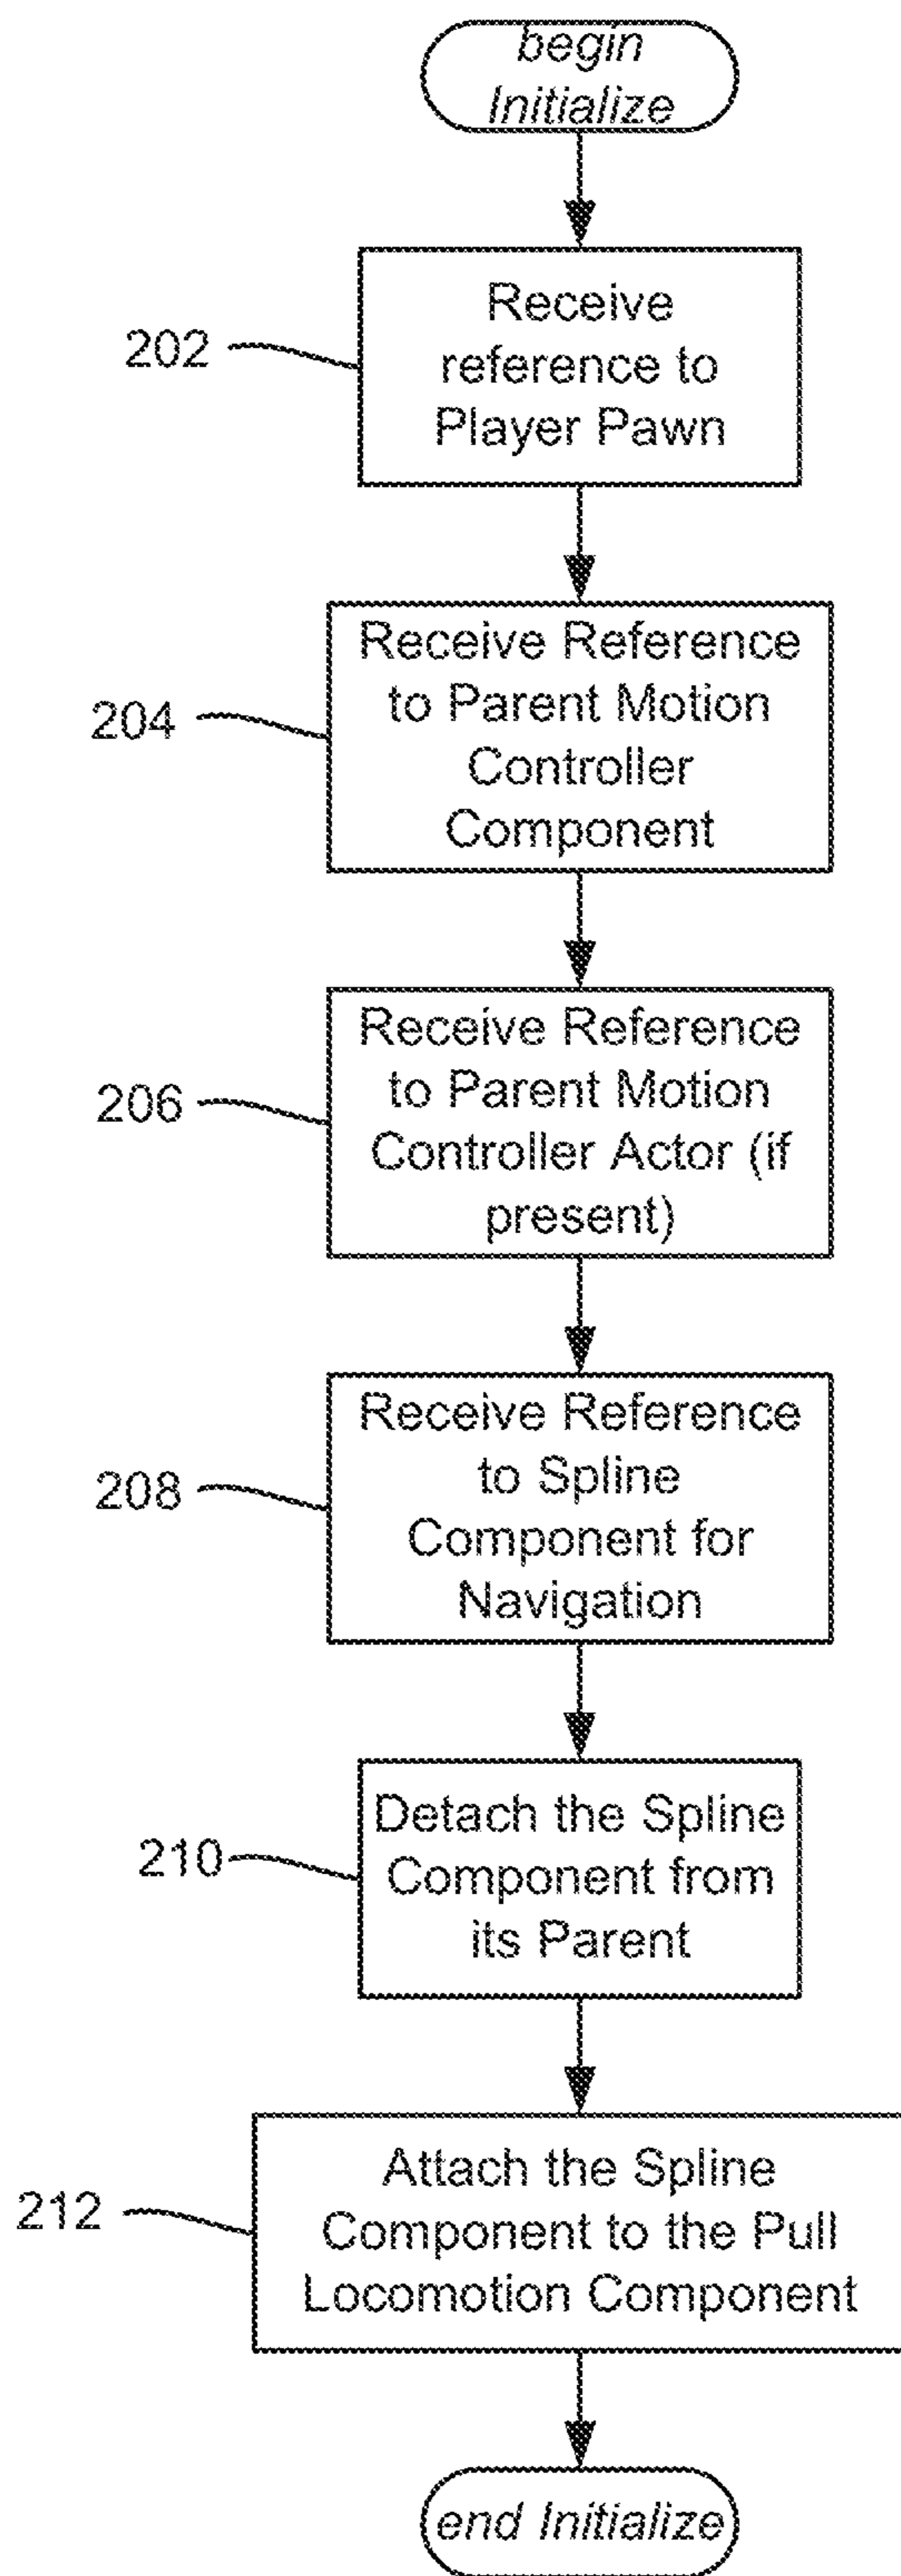 begin
Initialize
202
Receive
reference to
Player Pawn
204
Receive Reference
to Parent Motion
Controller
Component
206
Receive Reference
to Parent Motion
Controller Actor (if
present)
208
Receive Reference
to Spline
Component for
Navigation
210
Detach the Spline
Component from
its Parent
212
Attach the Spline
Component to the Pull
Locomotion Component
end Initialize